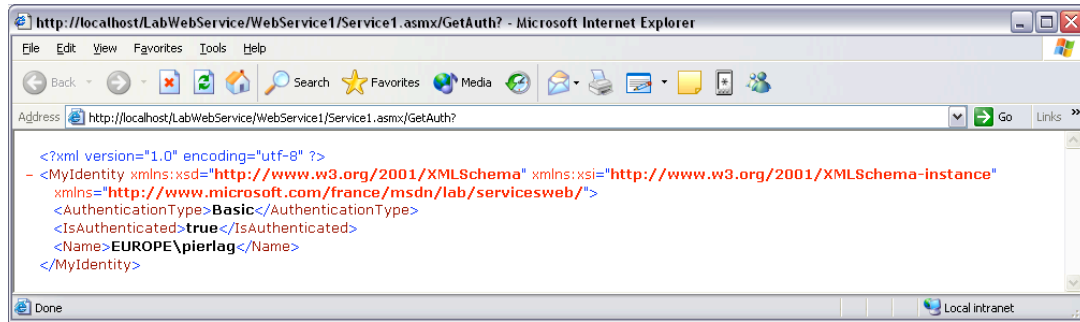 http://localhost/LabWebService/WebService1/Service1.asmx/GetAuth? - Microsoft Internet Explorer
File Edit View Favorites Tools Help
Back Search Favorites Media
Address http://localhost/LabWebService/WebService1/Service1.asmx/GetAuth? Go Links »
<?xml version="1.0" encoding="utf-8" ?>
- <MyIdentity xmlns:xsd="http://www.w3.org/2001/XMLSchema" xmlns:xsi="http://www.w3.org/2001/XMLSchema-instance"
xmlns="http://www.microsoft.com/france/msdn/lab/servicesweb/">
<AuthenticationType>Basic</AuthenticationType>
<IsAuthenticated>true</IsAuthenticated>
<Name>EUROPE\pierlag</Name>
</MyIdentity>
Done Local intranet